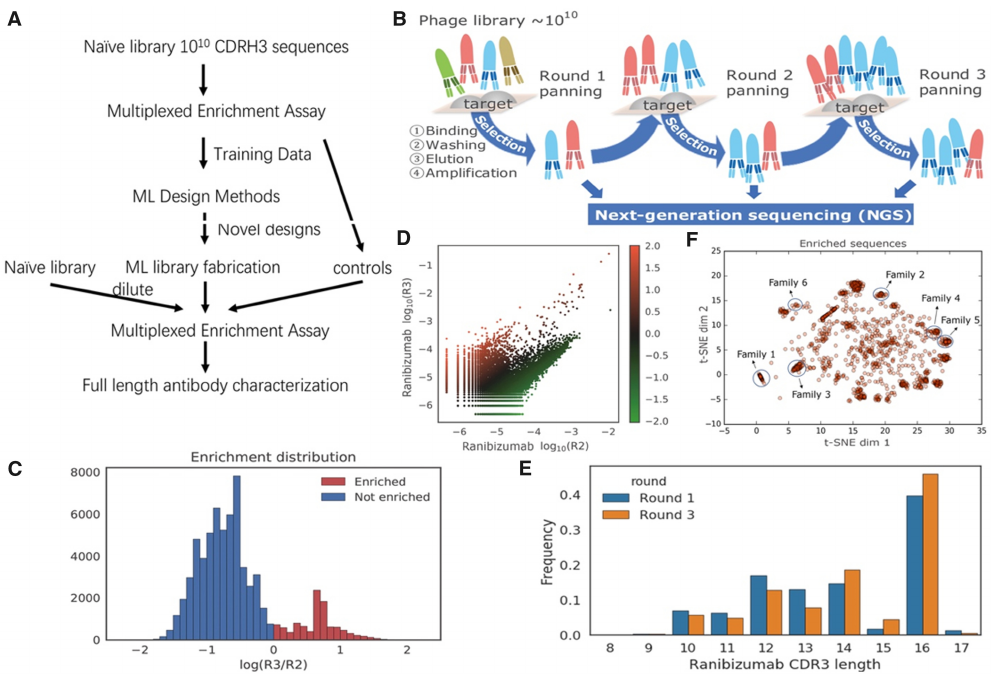 A
Naïve library 10¹⁰ CDRH3 sequences
Multiplexed Enrichment Assay
Training Data
ML Design Methods
Novel designs
Naïve library
ML library fabrication
controls
dilute
Multiplexed Enrichment Assay
Full length antibody characterization
B
Phage library ~10¹⁰
Round 1
panning
Round 2
panning
Round 3
panning
target
target
target
Selection
Selection
Selection
①Binding
②Washing
③Elution
④Amplification
Next-generation sequencing (NGS)
C
Enrichment distribution
Enriched
Not enriched
8000
6000
4000
2000
0
−2
−1
0
1
2
log(R3/R2)
D
Ranibizumab log₁₀(R3)
−1
−2
−3
−4
−5
−6
−6
−5
−4
−3
−2
Ranibizumab log₁₀(R2)
2.0
1.5
1.0
0.5
0.0
−0.5
−1.0
−1.5
−2.0
F
Enriched sequences
t-SNE dim 2
25
20
15
10
5
0
−5
−10
Family 6
Family 2
Family 4
Family 5
Family 1
Family 3
−5
0
5
10
15
20
25
30
35
t-SNE dim 1
E
round
Round 1
Round 3
Frequency
0.4
0.3
0.2
0.1
0.0
8
9
10
11
12
13
14
15
16
17
Ranibizumab CDR3 length